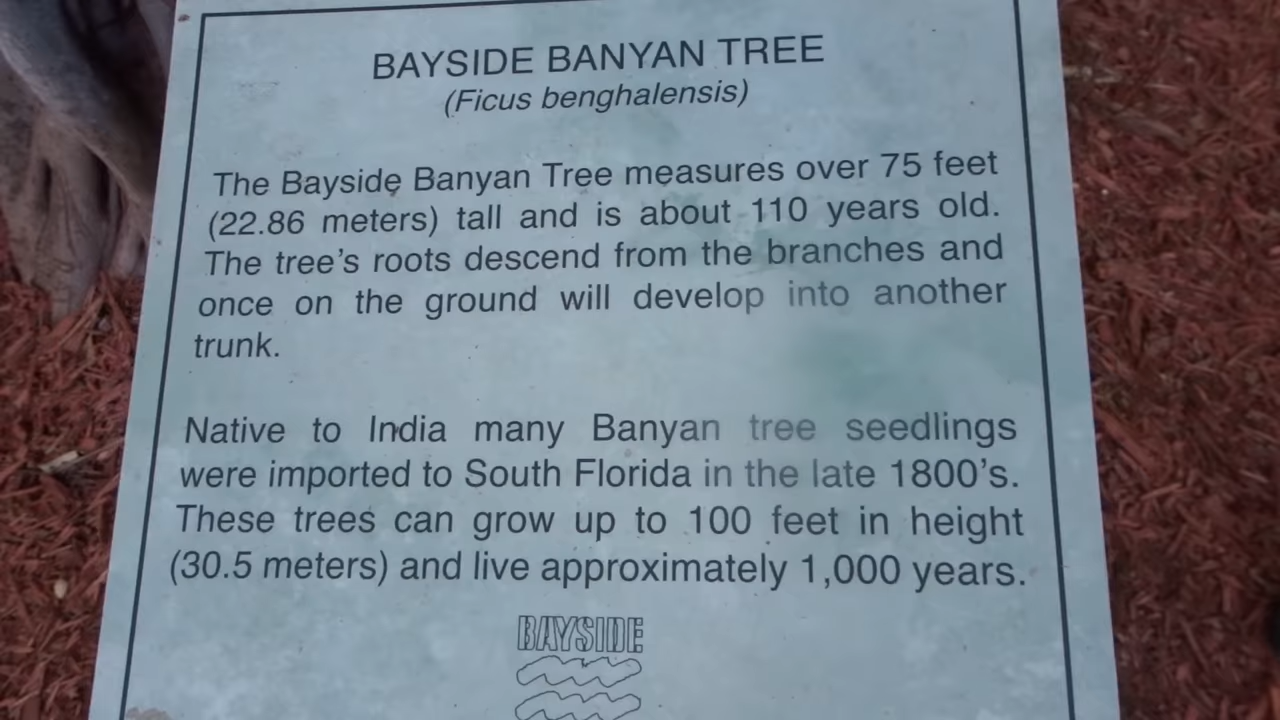 BAYSIDE BANYAN TREE
(Ficus benghalensis)
The Bayside Banyan Tree measures over 75 feet
(22.86 meters) tall and is about 110 years old.
The tree's roots descend from the branches and
once on the ground will develop into another
trunk.
Native to India many Banyan tree seedlings
were imported to South Florida in the late 1800's.
These trees can grow up to 100 feet in height
(30.5 meters) and live approximately 1,000 years.
BAYSIDE